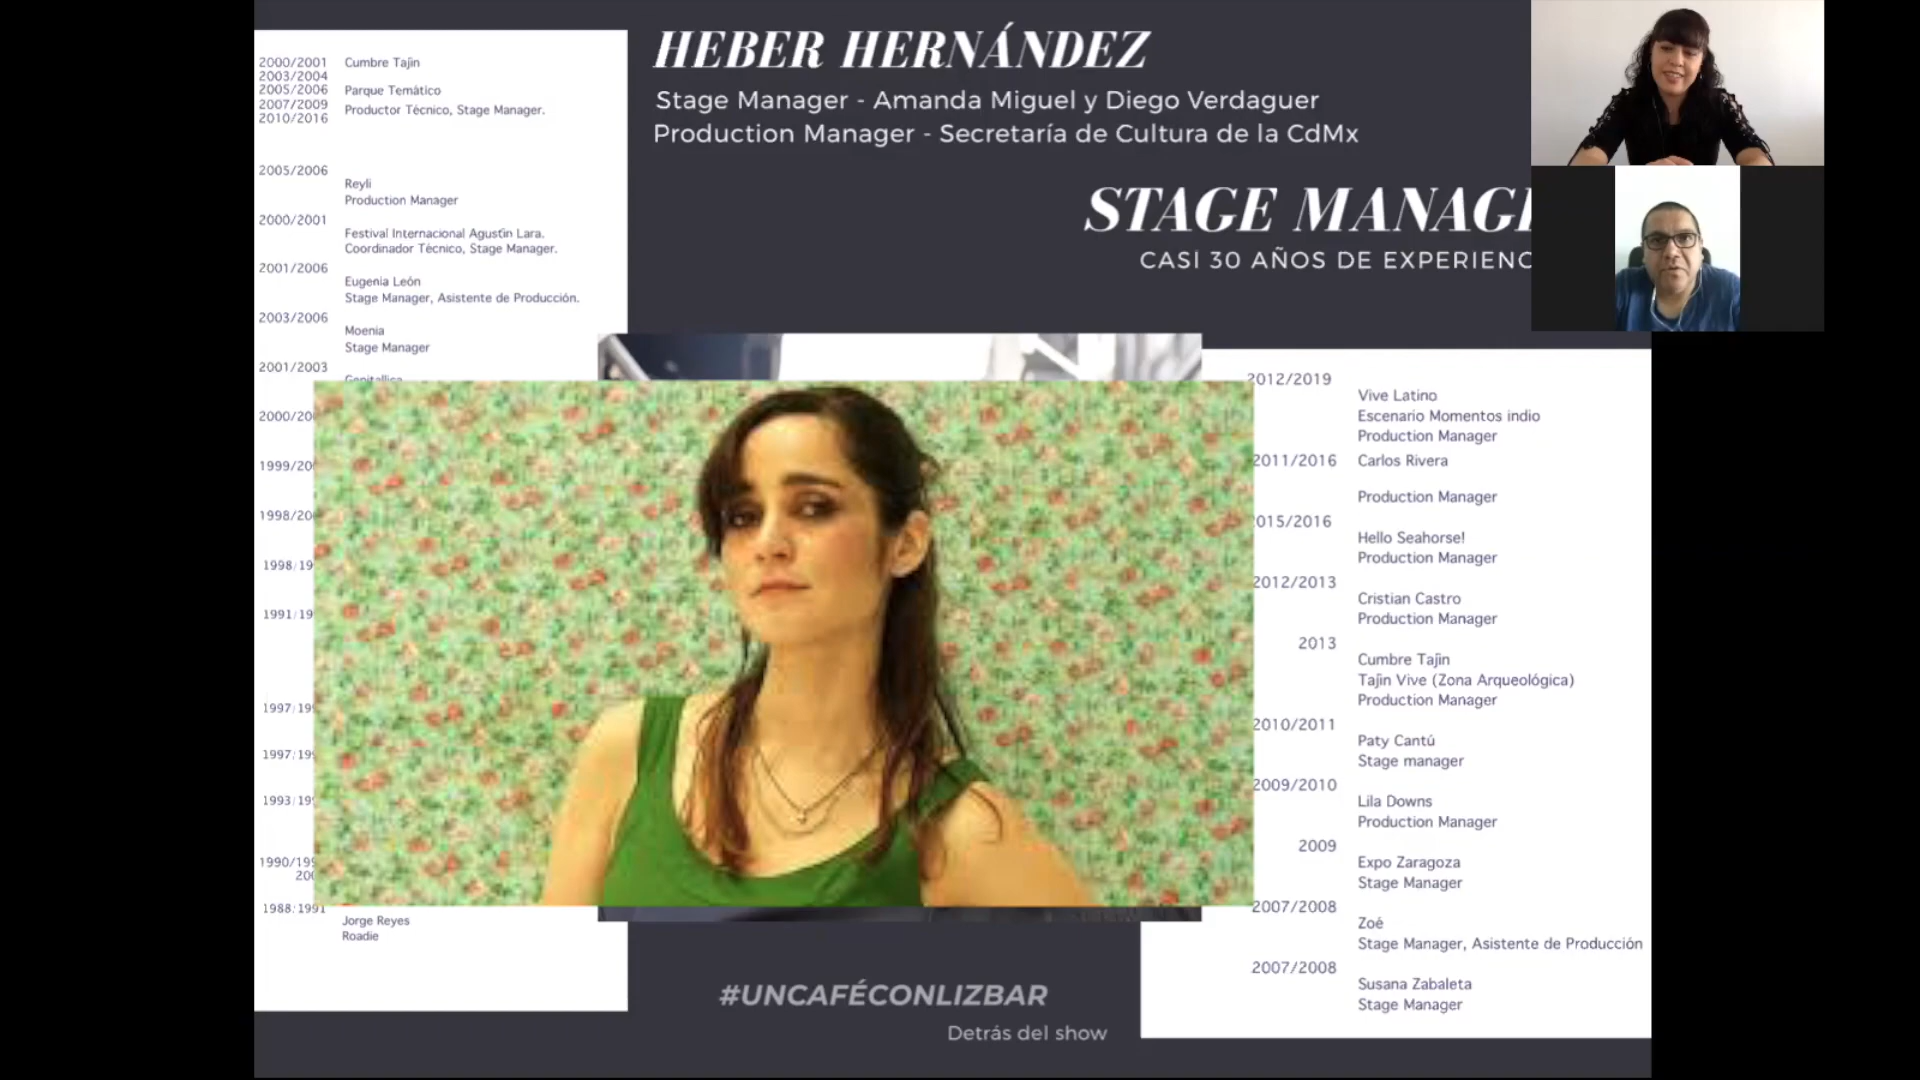 HEBER HERNÁNDEZ
Stage Manager - Amanda Miguel y Diego Verdaguer
Production Manager - Secretaría de Cultura de la CdMx
STAGE
CASI 30 AÑOS DE
2000/2001 Cumbre Tajín
2003/2004
2005/2006 Parque Temático
2007/2009
Productor Técnico, Stage Manager.
2010/2016
2005/2006
Reyli
Production Manager
2000/2001
Festival Internacional Agustín Lara.
Coordinador Técnico, Stage Manager.
2001/2006
Eugenia León
Stage Manager, Asistente de Producción.
2003/2006
Moenia
Stage Manager
2001/2003
1988/1991
Jorge Reyes
Roadie
2012/2019
Vive Latino
Escenario Momentos indio
Production Manager
2011/2016 Carlos Rivera
Production Manager
Hello Seahorse!
Production Manager
2012/2013
Cristian Castro
Production Manager
2013
Cumbre Tajín
Tajín Vive (Zona Arqueológica)
Production Manager
2010/2011
Paty Cantú
Stage manager
2009/2010
Lila Downs
Production Manager
2009
Expo Zaragoza
Stage Manager
2007/2008
Zoé
Stage Manager, Asistente de Producción
2007/2008
Susana Zabaleta
Stage Manager
#UNCAFÉCONLIZBAR
Detrás del show